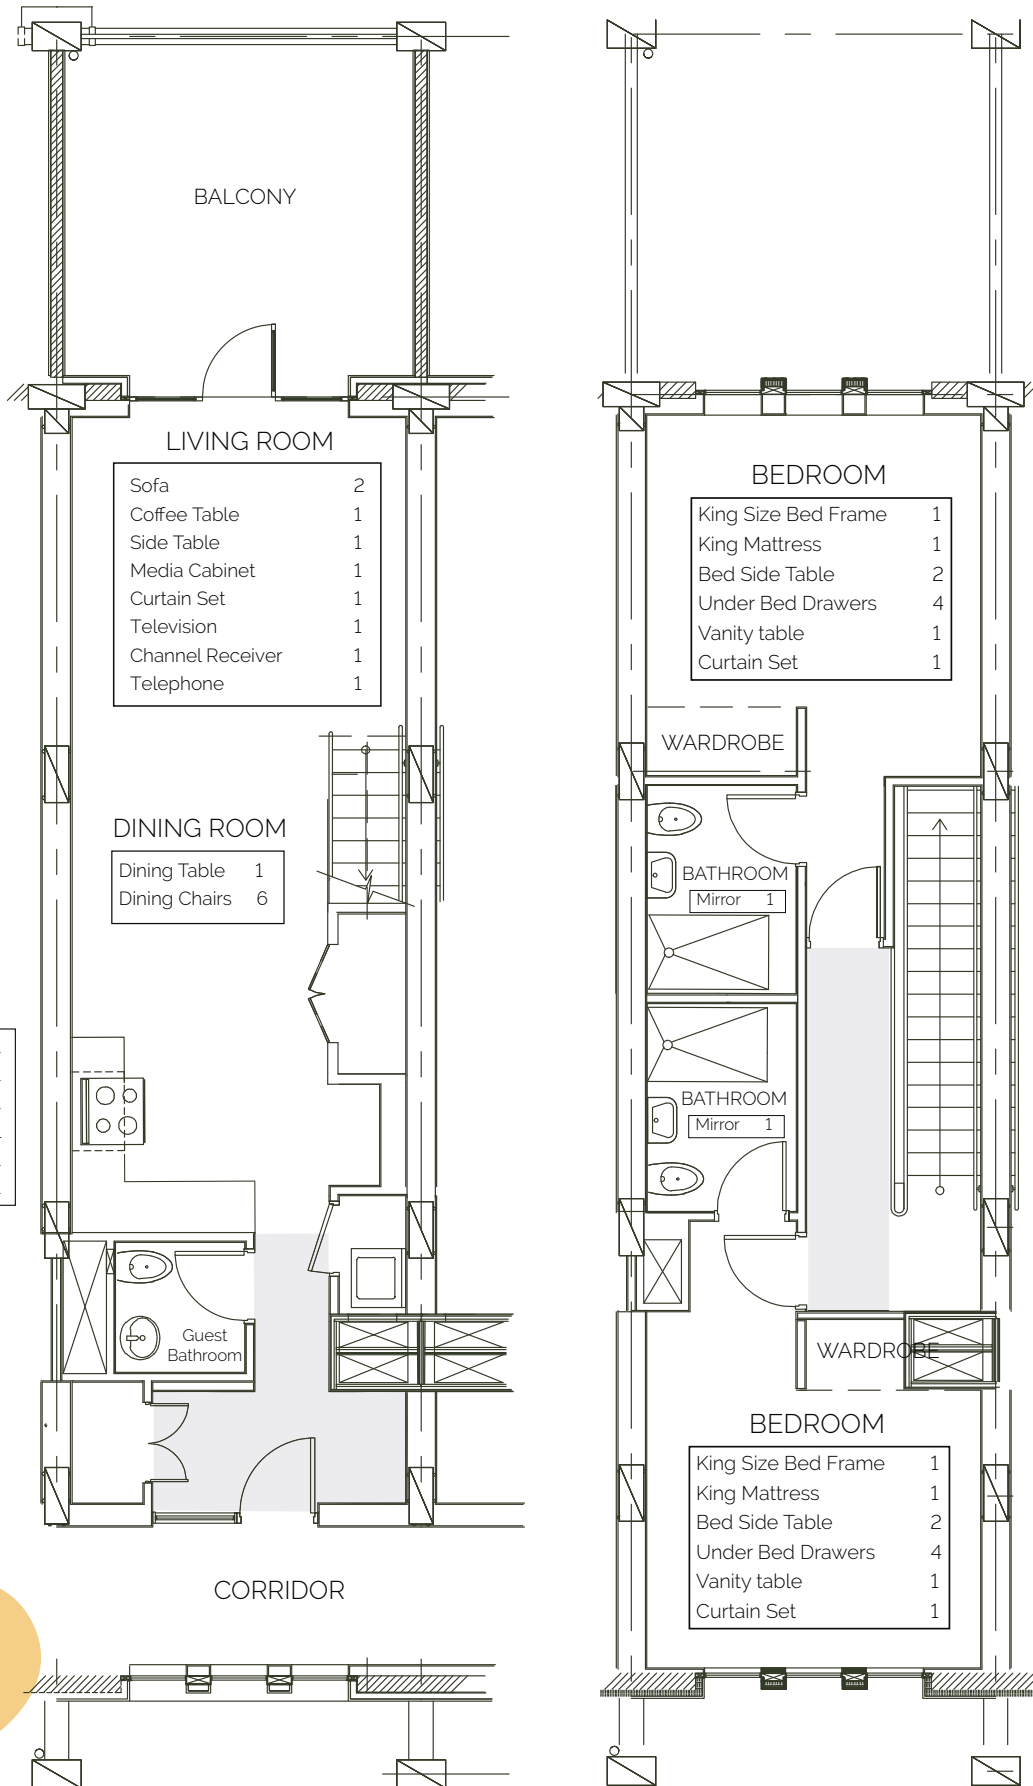 BALCONY
LIVING ROOM
Sofa 2
Coffee Table 1
Side Table 1
Media Cabinet 1
Curtain Set 1
Television 1
Channel Receiver 1
Telephone 1
DINING ROOM
Dining Table 1
Dining Chairs 6
Guest
Bathroom
CORRIDOR
BEDROOM
King Size Bed Frame 1
King Mattress 1
Bed Side Table 2
Under Bed Drawers 4
Vanity table 1
Curtain Set 1
WARDROBE
BATHROOM
Mirror 1
BATHROOM
Mirror 1
WARDROBE
BEDROOM
King Size Bed Frame 1
King Mattress 1
Bed Side Table 2
Under Bed Drawers 4
Vanity table 1
Curtain Set 1